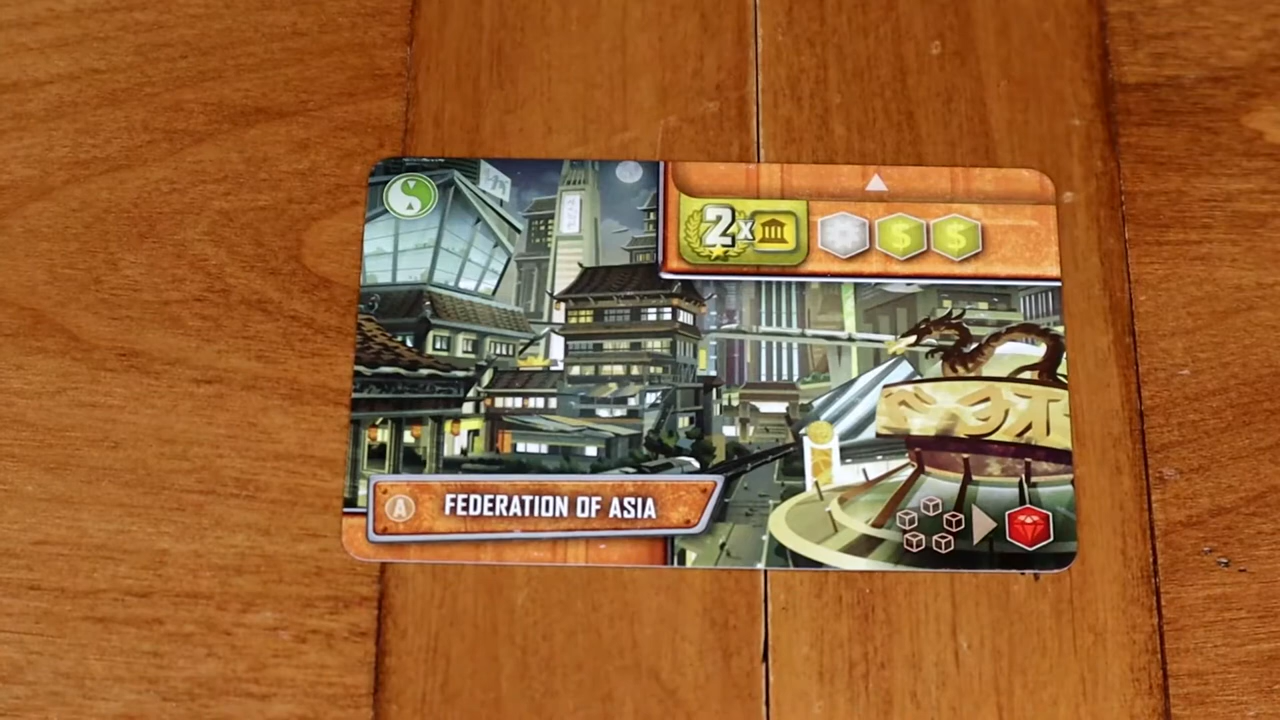 2x
$ $
A FEDERATION OF ASIA